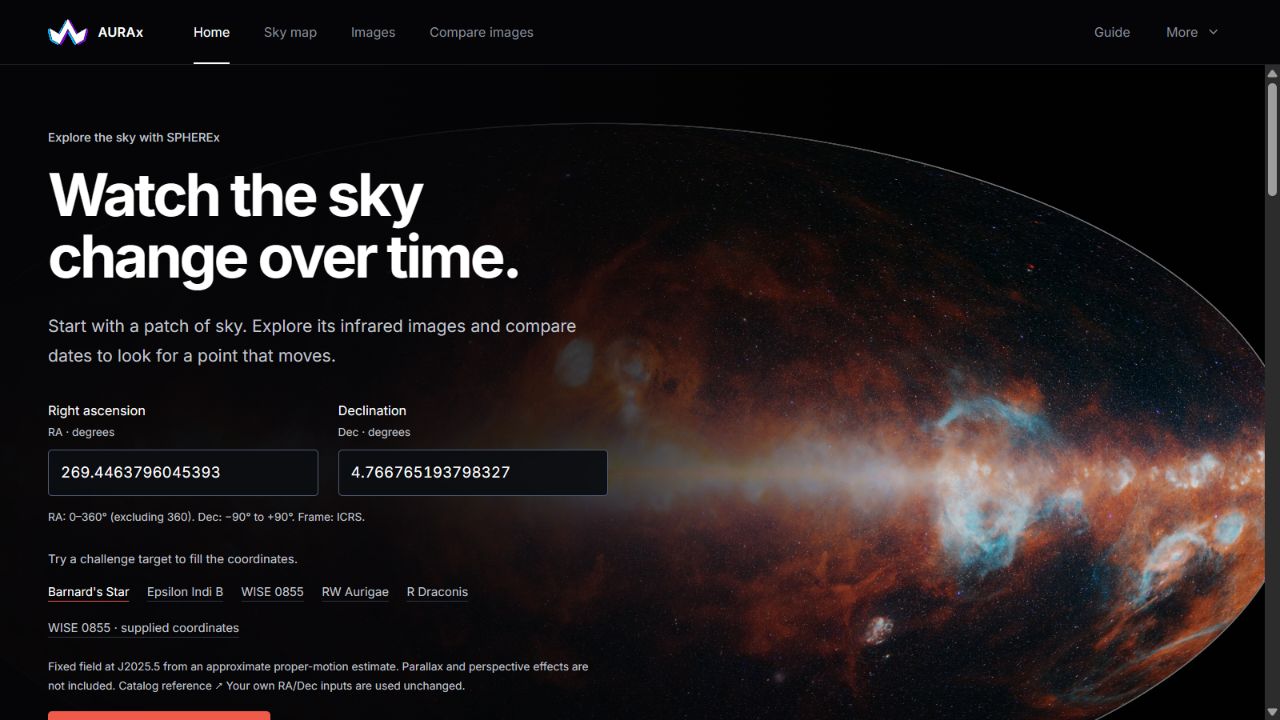 AURAx
Home
Sky map
Images
Compare images
Guide
More
Explore the sky with SPHEREx
Watch the sky
change over time.
Start with a patch of sky. Explore its infrared images and compare
dates to look for a point that moves.
Right ascension
RA · degrees
269.4463796045393
Declination
Dec · degrees
4.766765193798327
RA: 0–360° (excluding 360). Dec: −90° to +90°. Frame: ICRS.
Try a challenge target to fill the coordinates.
Barnard's Star
Epsilon Indi B
WISE 0855
RW Aurigae
R Draconis
WISE 0855 · supplied coordinates
Fixed field at J2025.5 from an approximate proper-motion estimate. Parallax and perspective effects are
not included. Catalog reference ↗ Your own RA/Dec inputs are used unchanged.